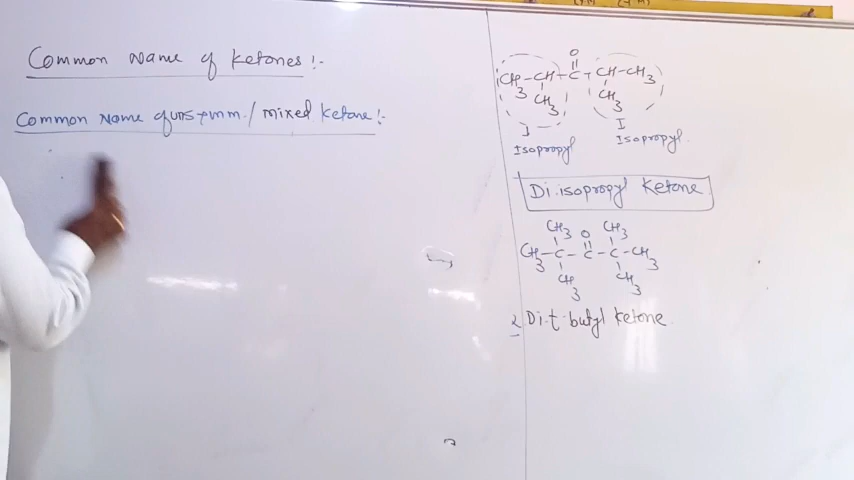 Common Name of Ketones :-
Common Name of unsymm. / mixed Ketone :-
O
CH3 - CH - C - CH - CH3
CH3 CH3
I I
Isopropyl Isopropyl
Di.isopropyl Ketone
CH3 O CH3
CH3 - C - C - C - CH3
CH3 CH3
Di.t.butyl Ketone